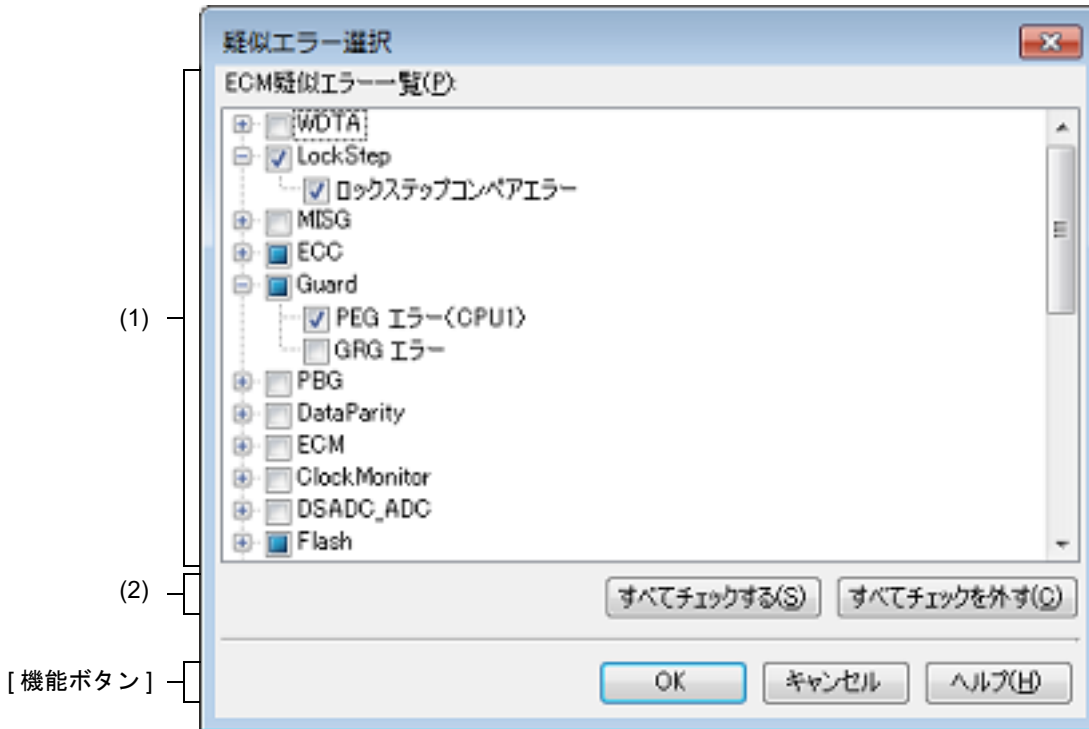 疑似エラー選択
ECM疑似エラー一覧(P):
WDTA
LockStep
ロックステップコンペアエラー
MISG
ECC
Guard
(1)
PEG エラー(CPU1)
GRG エラー
PBG
DataParity
ECM
ClockMonitor
DSADC_ADC
Flash
(2)
すべてチェックする(S)
すべてチェックを外す(C)
[ 機能ボタン ]
OK
キャンセル
ヘルプ(H)